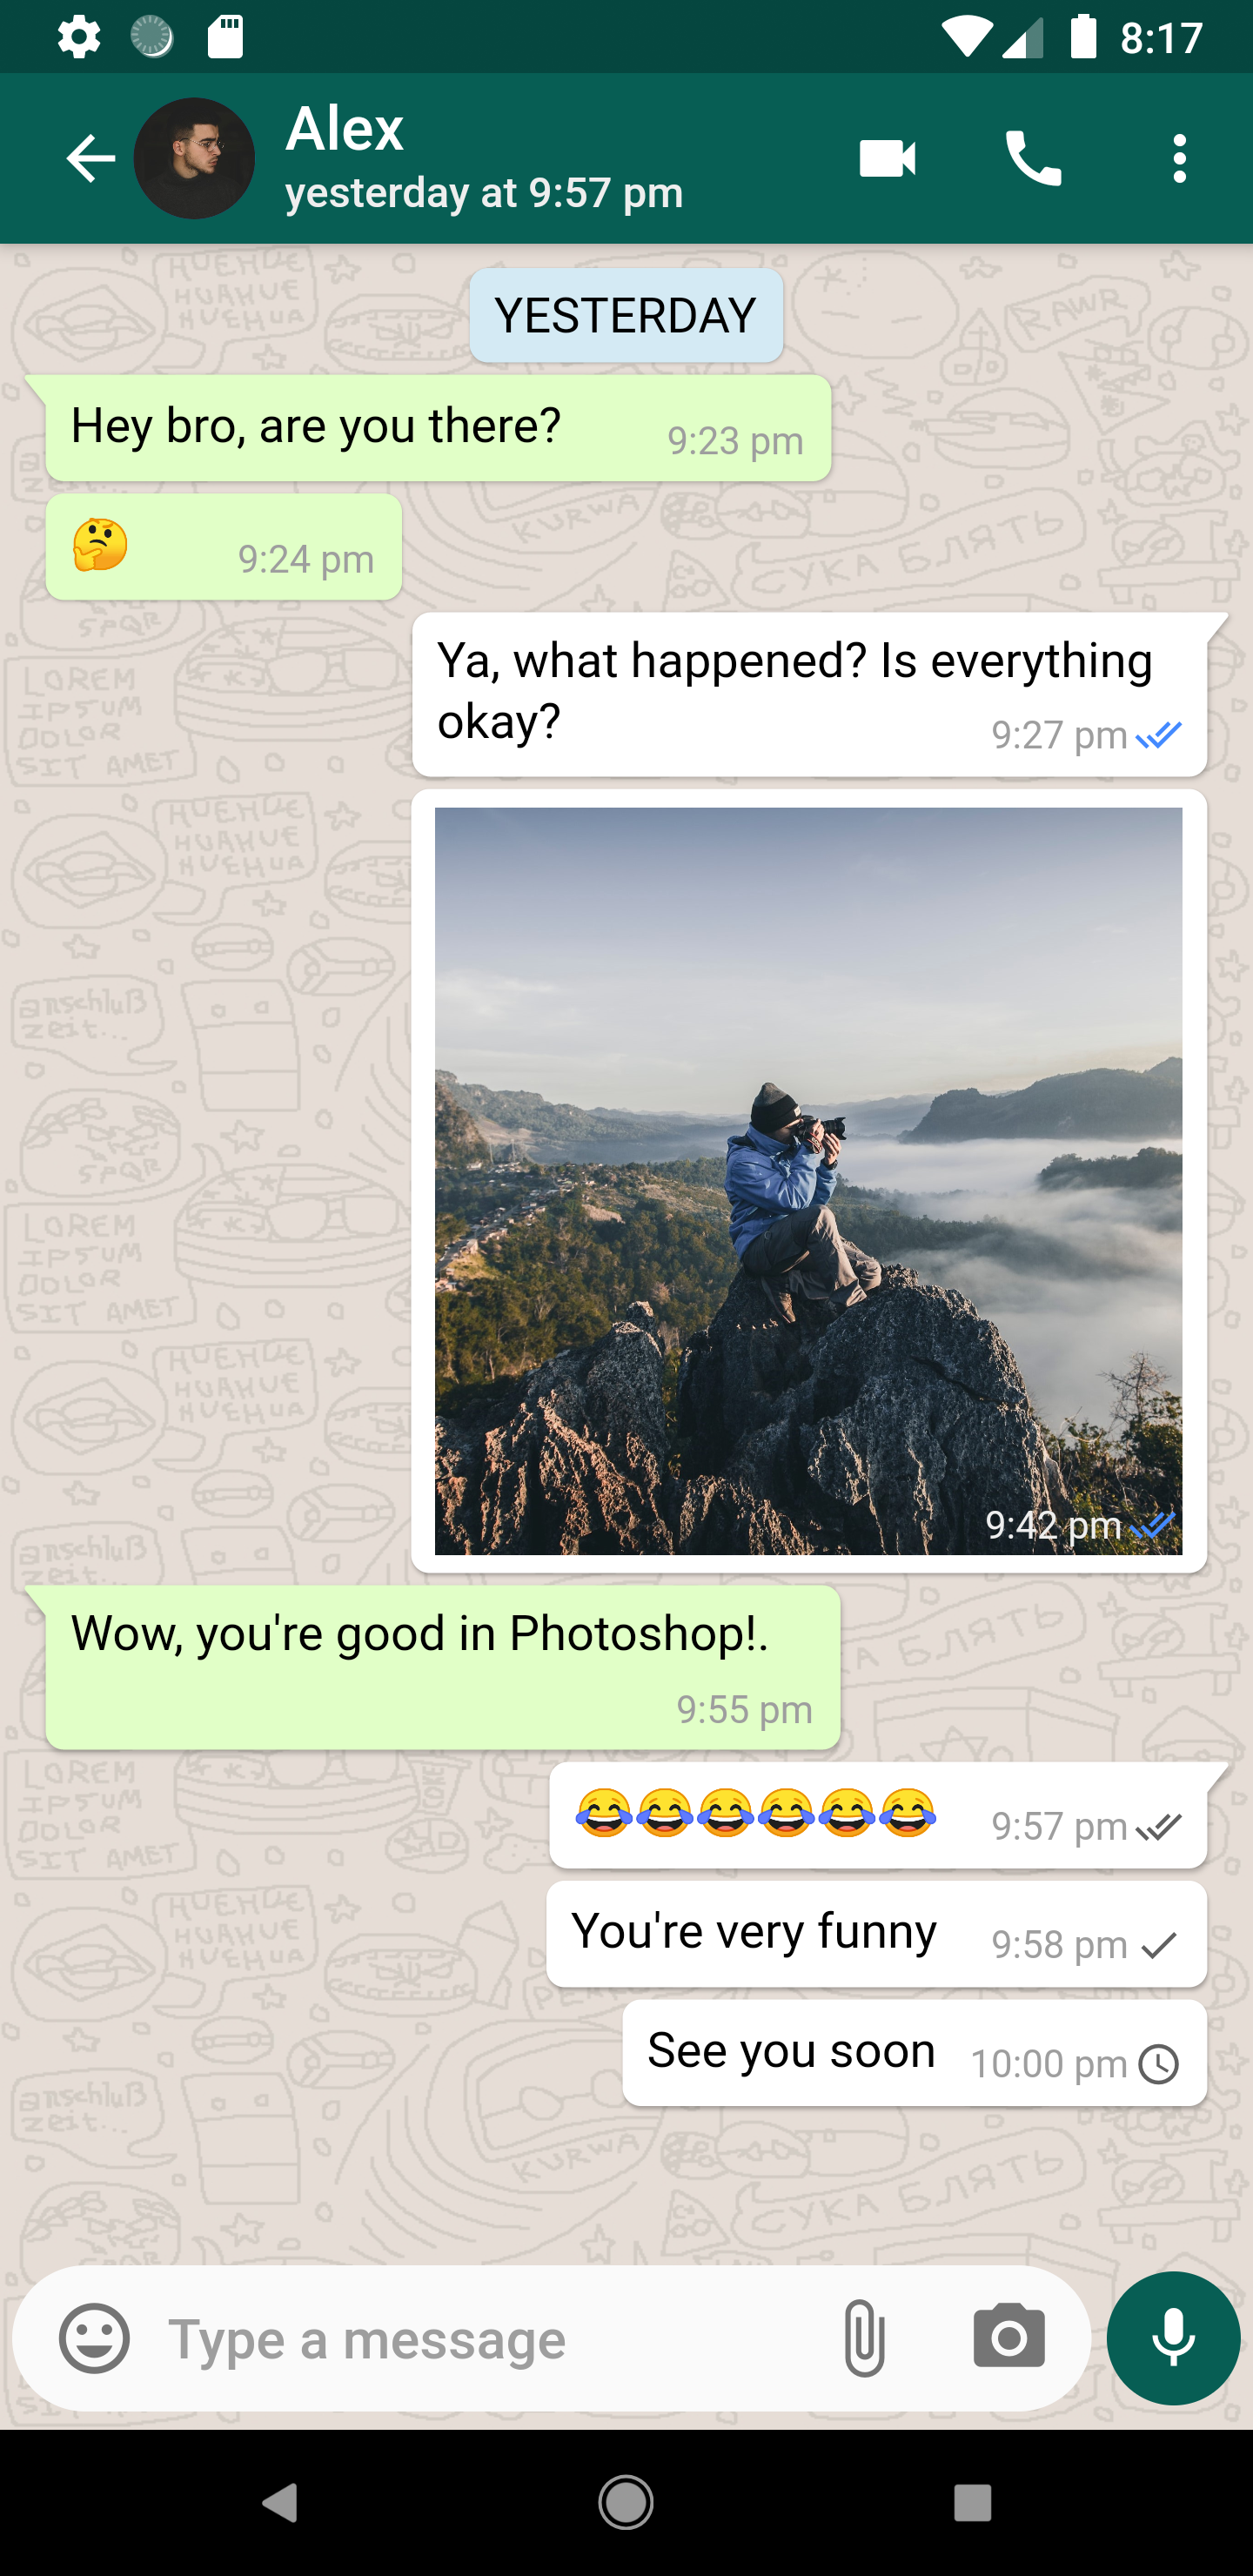 8:17
Alex
yesterday at 9:57 pm
YESTERDAY
Hey bro, are you there?
9:23 pm
🤔
9:24 pm
Ya, what happened? Is everything
okay?
9:27 pm
9:42 pm
Wow, you're good in Photoshop!.
9:55 pm
😂😂😂😂😂😂
9:57 pm
You're very funny
9:58 pm
See you soon
10:00 pm
Type a message